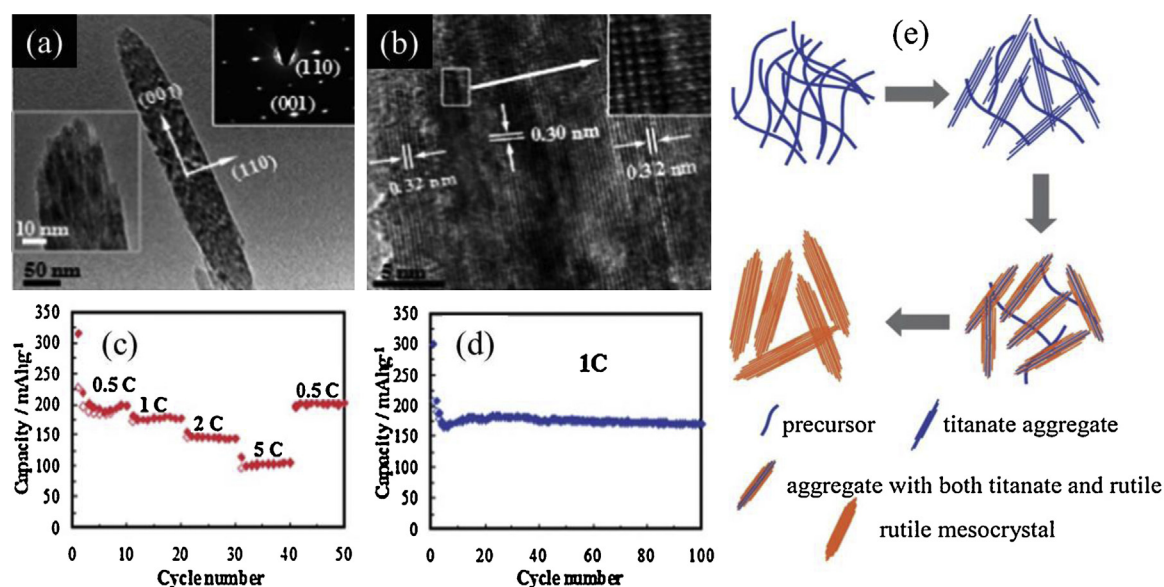 (a)
(110)
(001)
(001)
(110)
10 nm
50 nm
(b)
0.30 nm
0.32 nm
0.32 nm
5 nm
(c)
350
300
250
200
150
100
50
0
Capacity / mAhg⁻¹
0.5 C
1C
2 C
5 C
0.5 C
0 10 20 30 40 50
Cycle number
(d)
350
300
250
200
150
100
50
0
Capacity / mAhg⁻¹
1C
0 20 40 60 80 100
Cycle number
(e)
precursor
titanate aggregate
aggregate with both titanate and rutile
rutile mesocrystal